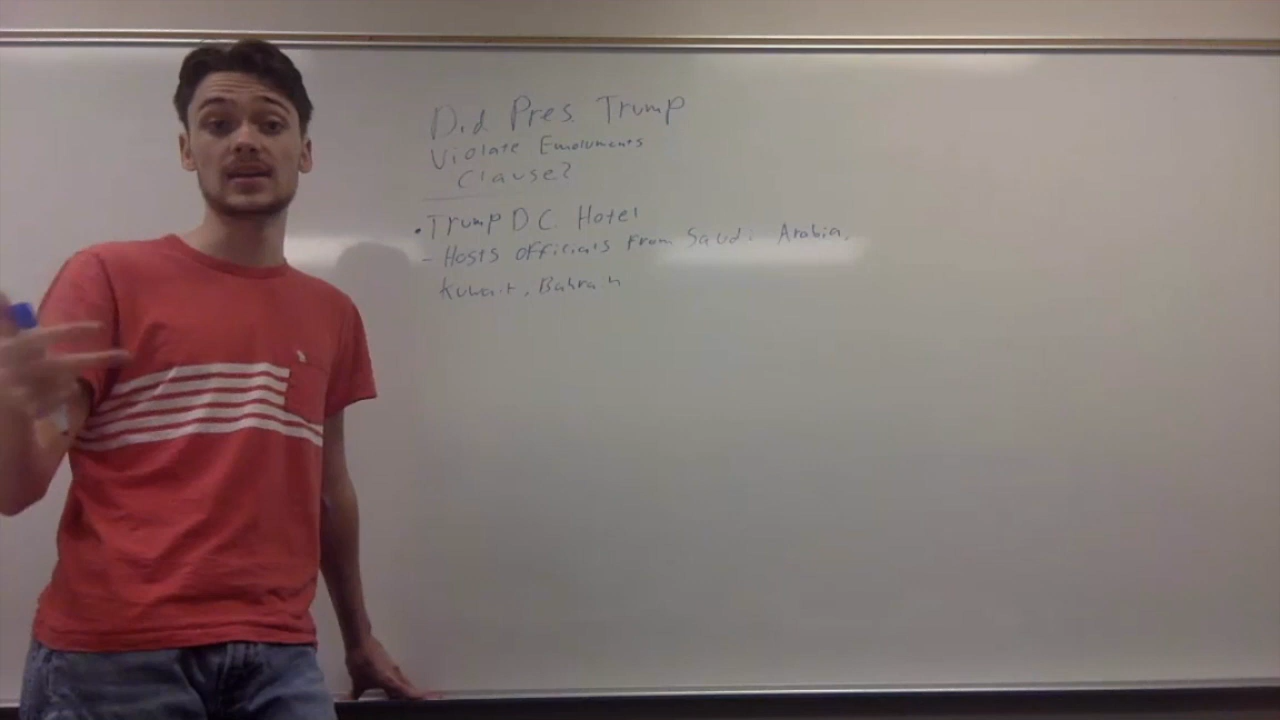 Did Pres. Trump
Violate Emoluments
Clause?
• Trump D C. Hotel
- Hosts officials from Saudi Arabia,
Kuwait, Bahrain